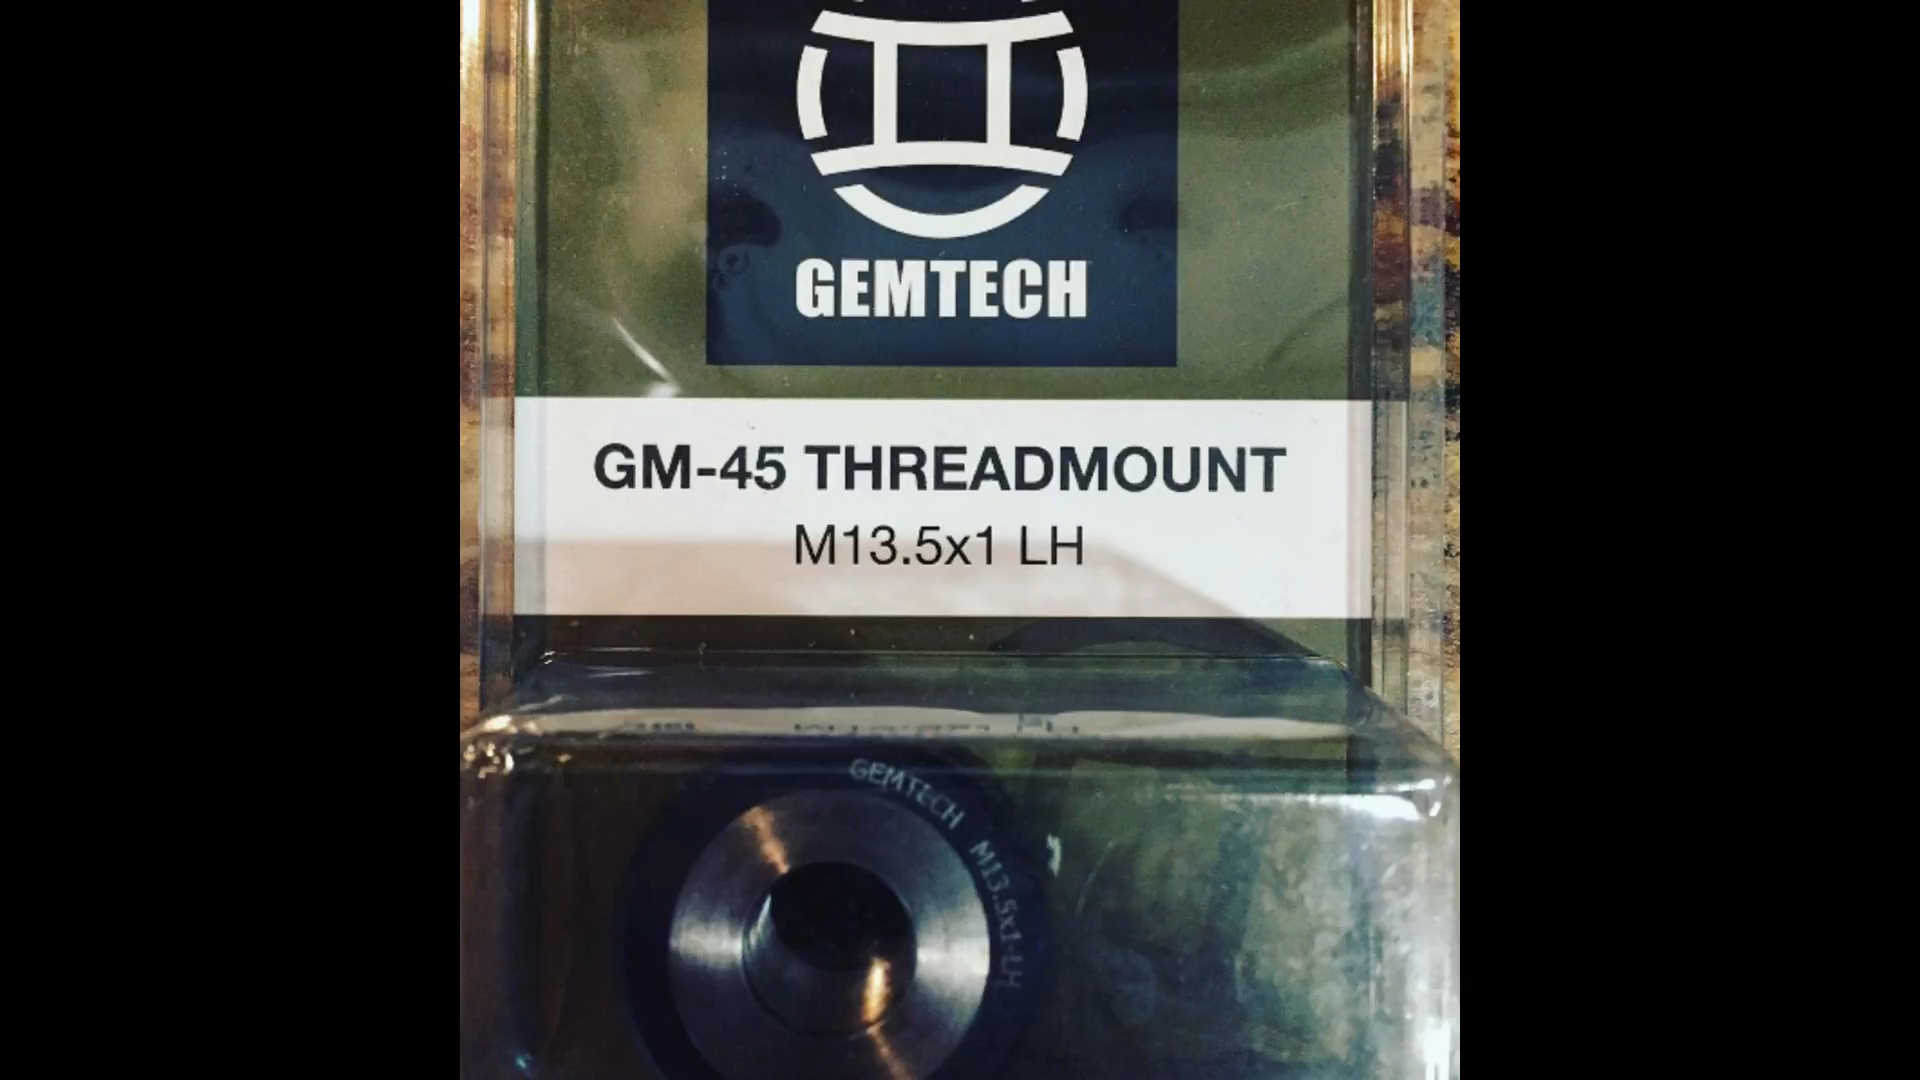 GEMTECH
GM-45 THREADMOUNT
M13.5x1 LH
GEMTECH M13.5x1-LH